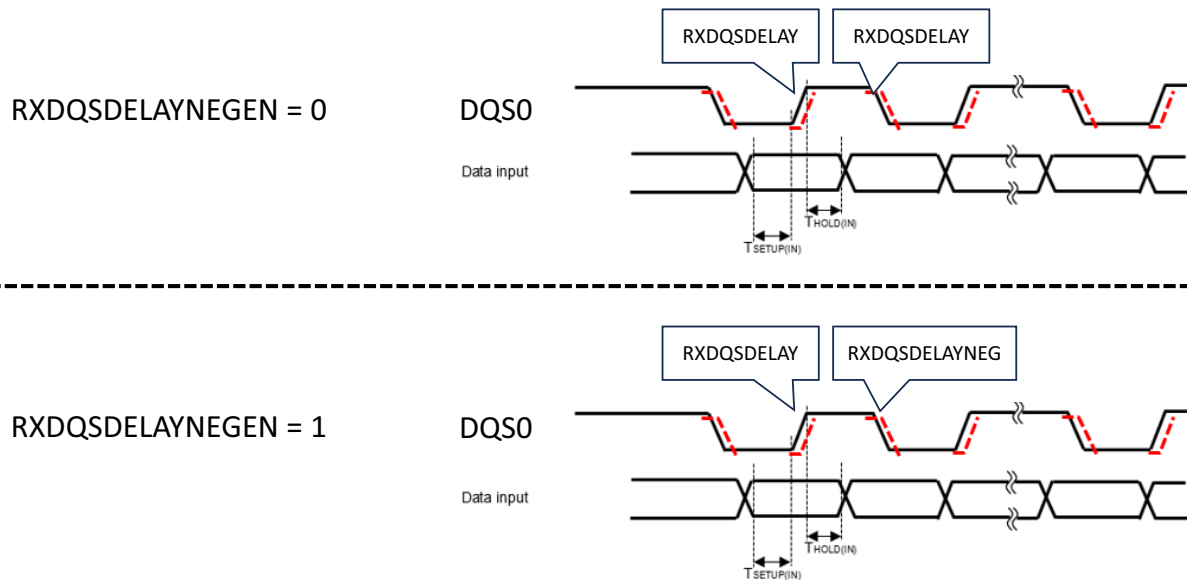 RXDQSDELAY
RXDQSDELAY
RXDQSDELAYNEGEN = 0
DQS0
Data input
THOLD(IN)
TSETUP(IN)
RXDQSDELAY
RXDQSDELAYNEG
RXDQSDELAYNEGEN = 1
DQS0
Data input
THOLD(IN)
TSETUP(IN)